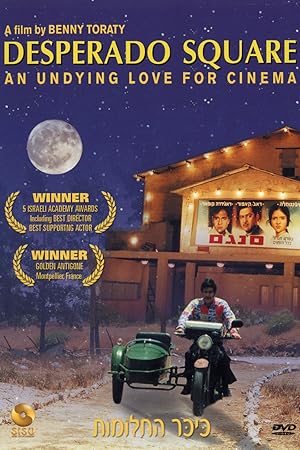 A film by BENNY TORATY
DESPERADO SQUARE
AN UNDYING LOVE FOR CINEMA
WINNER
5 ISRAELI ACADEMY AWARDS
Including BEST DIRECTOR
BEST SUPPORTING ACTOR
WINNER
GOLDEN ANTIGONE
Montpellier, France
סנגם
כיכר החלומות
SISU
DVD